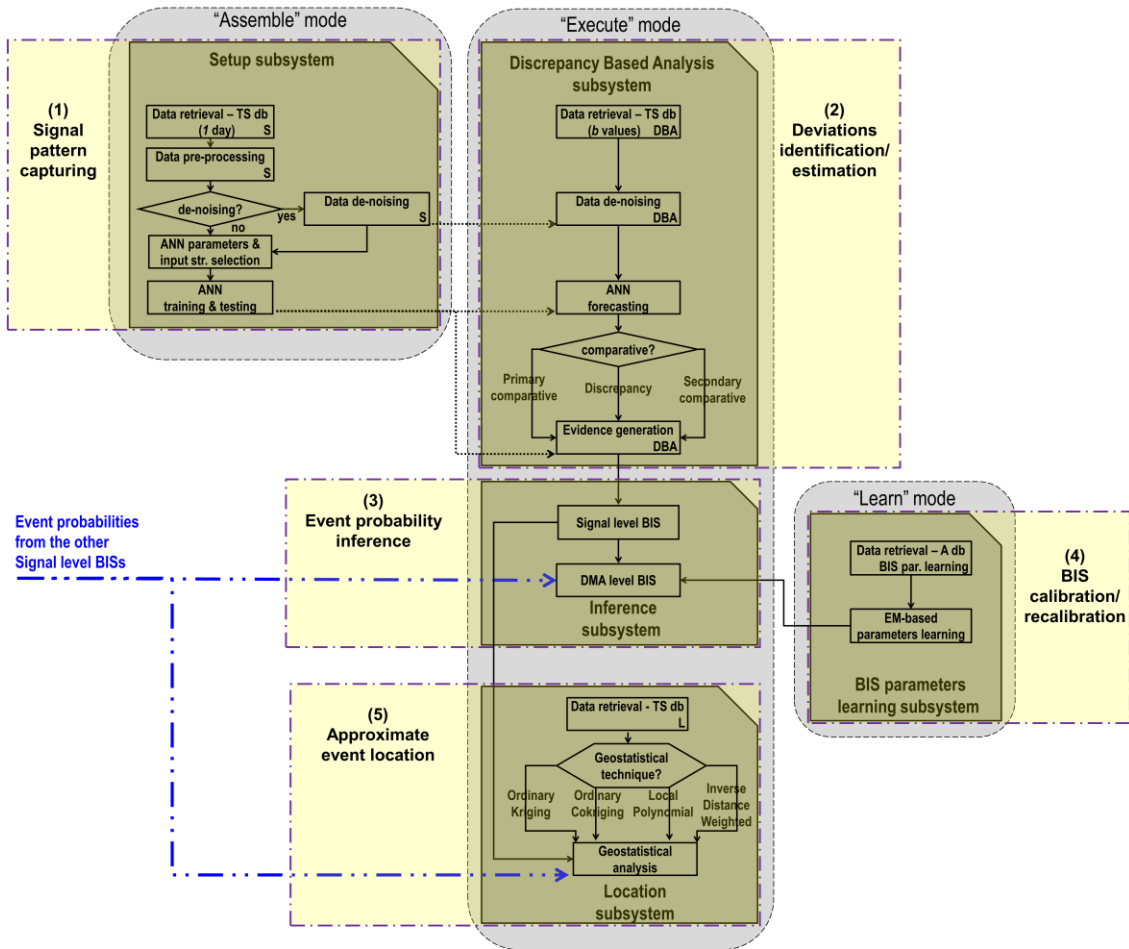 “Assemble” mode
Setup subsystem
(1)
Signal
pattern
capturing
Data retrieval – TS db
(1 day)
S
Data pre-processing
S
de-noising?
yes
no
Data de-noising
S
ANN parameters &
input str. selection
ANN
training & testing
“Execute” mode
Discrepancy Based Analysis
subsystem
Data retrieval – TS db
(b values)
DBA
Data de-noising
DBA
ANN
forecasting
comparative?
Primary
comparative
Discrepancy
Secondary
comparative
Evidence generation
DBA
(2)
Deviations
identification/
estimation
(3)
Event probability
inference
Signal level BIS
DMA level BIS
Inference
subsystem
Event probabilities
from the other
Signal level BISs
“Learn” mode
Data retrieval – A db
BIS par. learning
EM-based
parameters learning
BIS parameters
learning subsystem
(4)
BIS
calibration/
recalibration
(5)
Approximate
event location
Data retrieval - TS db
L
Geostatistical
technique?
Ordinary
Kriging
Ordinary
Cokriging
Local
Polynomial
Inverse
Distance
Weighted
Geostatistical
analysis
Location
subsystem